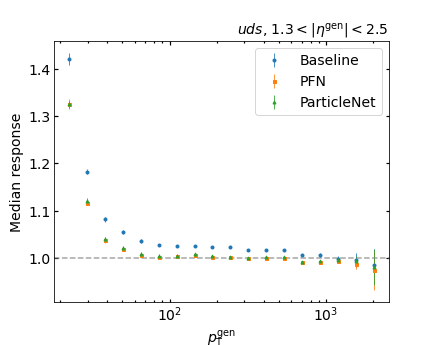 uds, 1.3 < |η^gen| < 2.5
Baseline
PFN
ParticleNet
Median response
1.4
1.3
1.2
1.1
1.0
10^2
10^3
p_T^gen